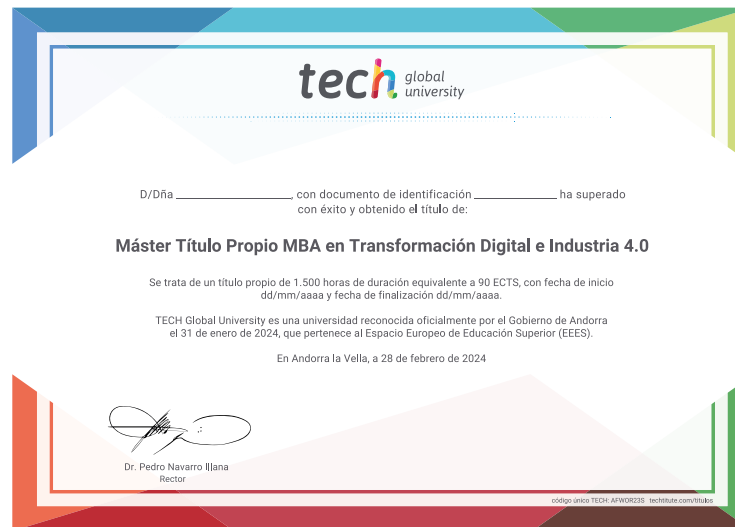 tech global
university
D/Dña ______________, con documento de identificación __________ ha superado
con éxito y obtenido el título de:
Máster Título Propio MBA en Transformación Digital e Industria 4.0
Se trata de un título propio de 1.500 horas de duración equivalente a 90 ECTS, con fecha de inicio
dd/mm/aaaa y fecha de finalización dd/mm/aaaa.
TECH Global University es una universidad reconocida oficialmente por el Gobierno de Andorra
el 31 de enero de 2024, que pertenece al Espacio Europeo de Educación Superior (EEES).
En Andorra la Vella, a 28 de febrero de 2024
Dr. Pedro Navarro Illana
Rector
código único TECH: AFWOR23S techtitute.com/titulos